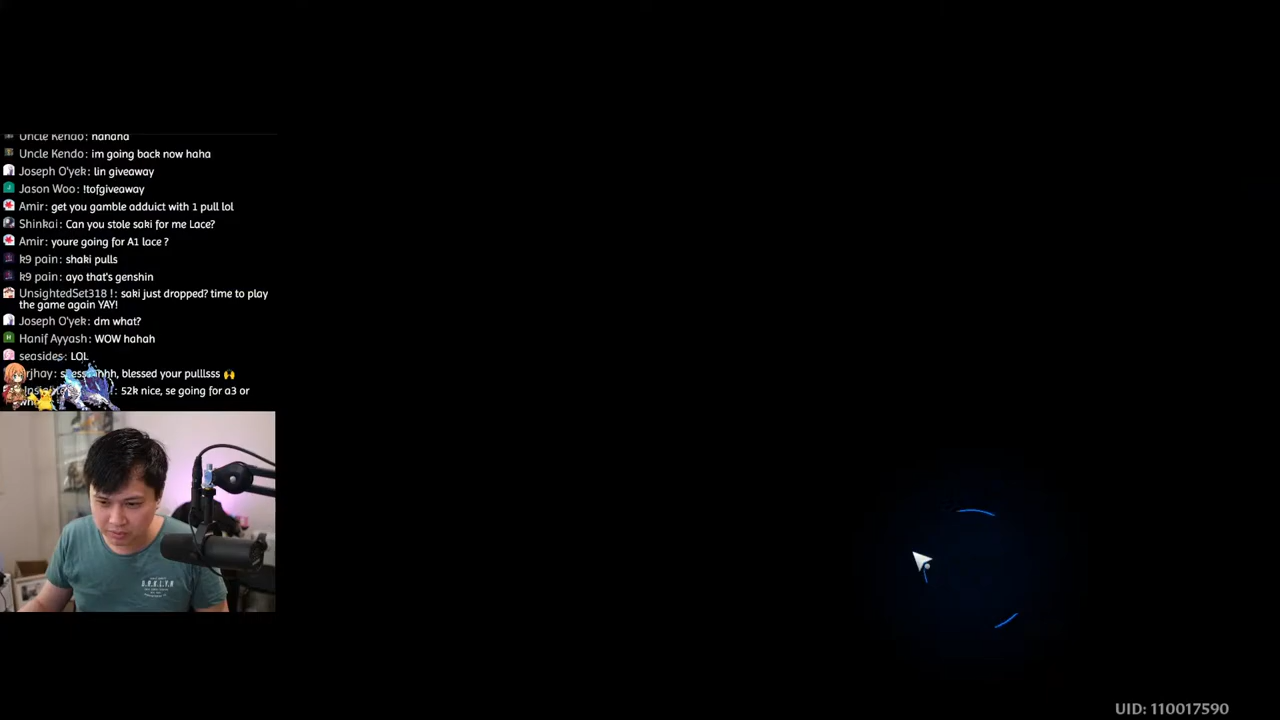 Uncle Kendo: hahaha
Uncle Kendo: im going back now haha
Joseph O'yek: lin giveaway
Jason Woo: !tofgiveaway
Amir: get you gamble adduict with 1 pull lol
Shinkai: Can you stole saki for me Lace?
Amir: youre going for A1 lace ?
k9 pain: shaki pulls
k9 pain: ayo that's genshin
UnsightedSet318 !: saki just dropped? time to play
the game again YAY!
Joseph O'yek: dm what?
Hanif Ayyash: WOW hahah
seasides: LOL
blessed your pulllsss 🙌
52k nice, se going for a3 or
UID: 110017590